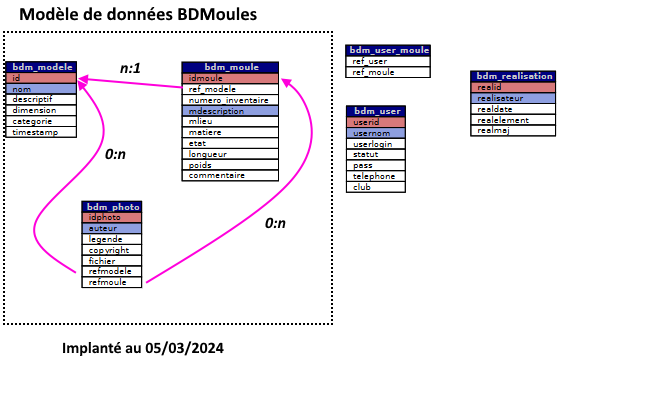 Modèle de données BDMoules
bdm_modele
id
nom
descriptif
dimension
categorie
timestamp
n:1
bdm_moule
idmoule
ref_modele
numero_inventaire
mdescription
mlieu
matiere
etat
longueur
poids
commentaire
bdm_user_moule
ref_user
ref_moule
bdm_realisation
realid
realisateur
realdate
realelement
realmaj
bdm_user
userid
usernom
userlogin
statut
pass
telephone
club
0:n
bdm_photo
idphoto
auteur
legende
copyright
fichier
refmodele
refmoule
0:n
Implanté au 05/03/2024